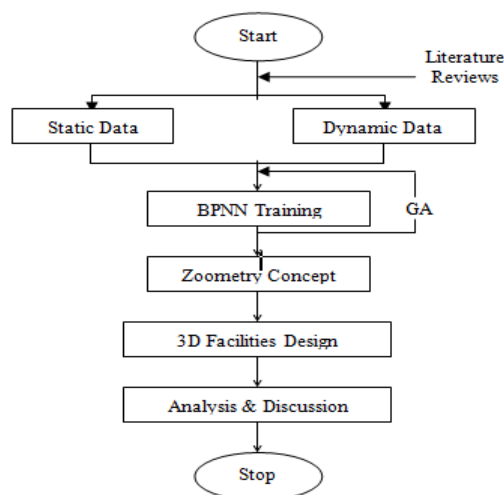 Start
Literature
Reviews
Static Data
Dynamic Data
BPNN Training
GA
Zoometry Concept
3D Facilities Design
Analysis & Discussion
Stop